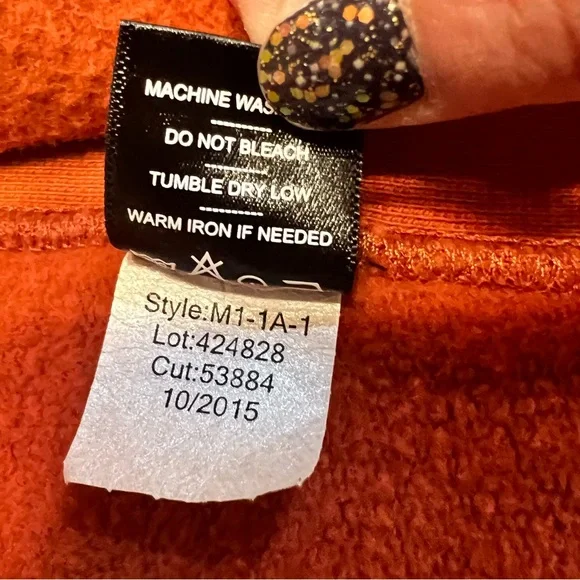 MACHINE WAS
DO NOT BLEACH
TUMBLE DRY LOW
WARM IRON IF NEEDED
Style:M1-1A-1
Lot:424828
Cut:53884
10/2015